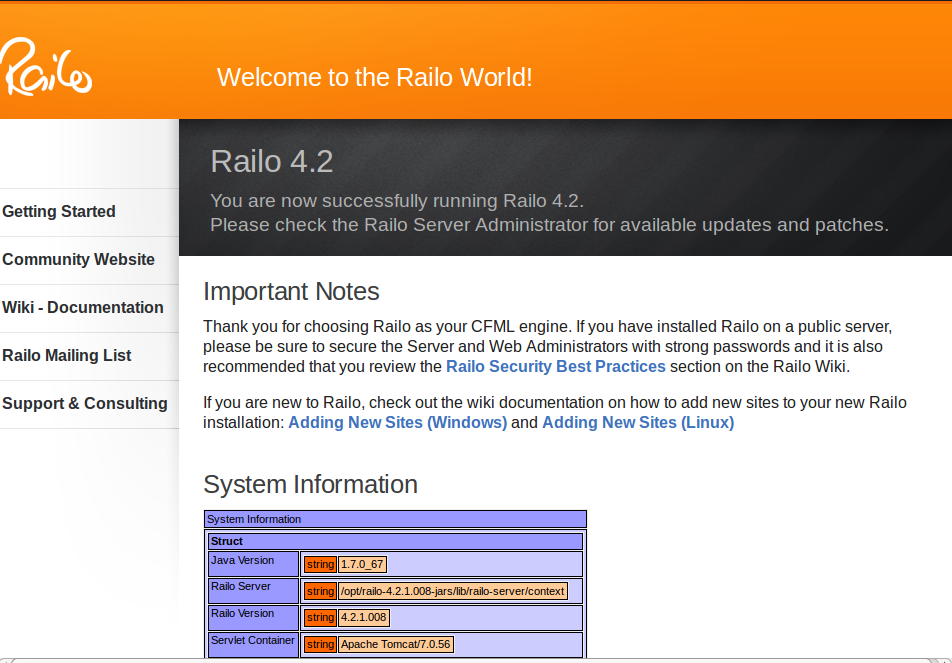 Railo
Welcome to the Railo World!
Railo 4.2
You are now successfully running Railo 4.2.
Please check the Railo Server Administrator for available updates and patches.
Getting Started
Community Website
Wiki - Documentation
Railo Mailing List
Support & Consulting
Important Notes
Thank you for choosing Railo as your CFML engine. If you have installed Railo on a public server,
please be sure to secure the Server and Web Administrators with strong passwords and it is also
recommended that you review the Railo Security Best Practices section on the Railo Wiki.
If you are new to Railo, check out the wiki documentation on how to add new sites to your new Railo
installation: Adding New Sites (Windows) and Adding New Sites (Linux)
System Information
System Information
Struct
Java Version string 1.7.0_67
Railo Server string /opt/railo-4.2.1.008-jars/lib/railo-server/context
Railo Version string 4.2.1.008
Servlet Container string Apache Tomcat/7.0.56